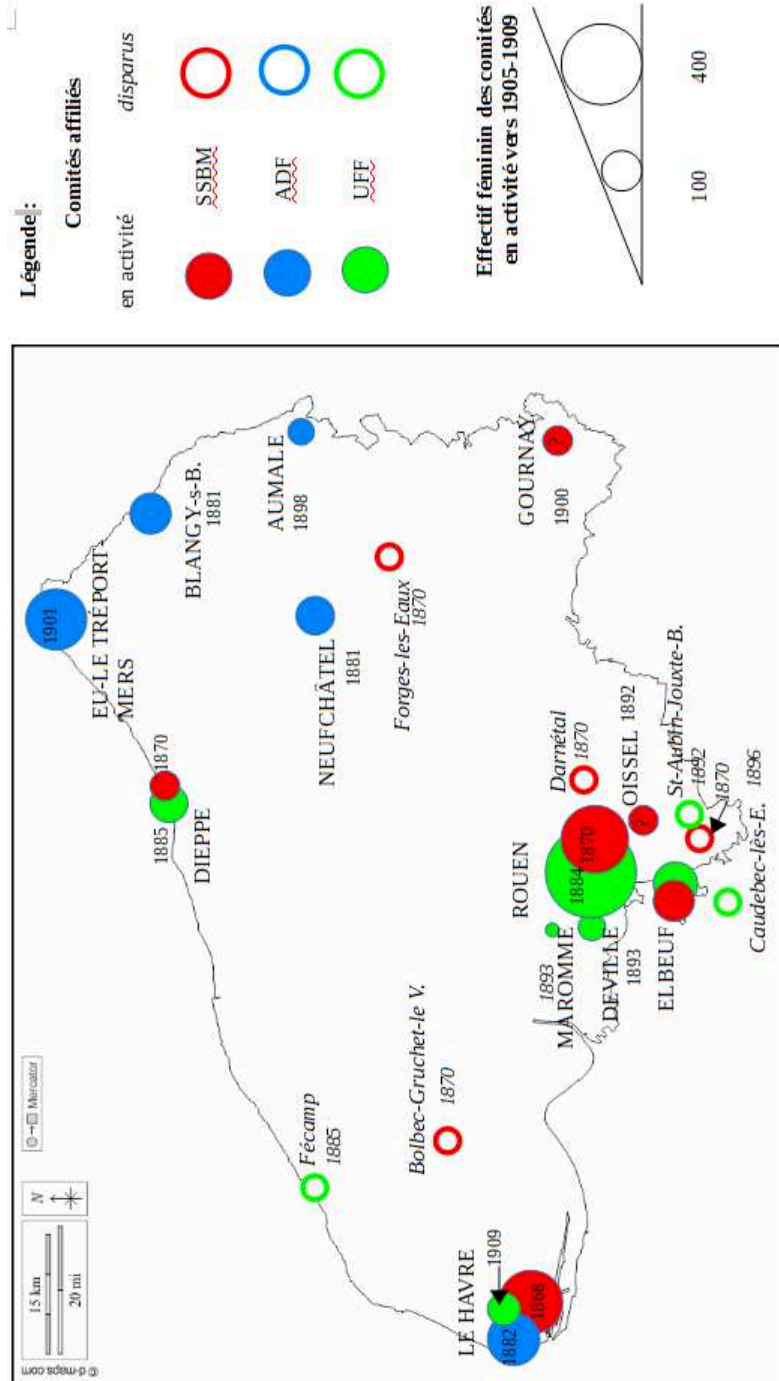 Légende :
Comités affiliés
en activité
disparus
SSBM
ADF
UFF
Effectif féminin des comités
en activité vers 1905-1909
100
400
© d-maps.com
15 km
20 mi
N
Mercator
EU-LE TRÉPORT
MERS
1901
BLANGY-s-B.
1881
AUMALE
1898
NEUFCHÂTEL
1881
Forges-les-Eaux
1870
GOURNAY
1900
?
DIEPPE
1885
1870
Fécamp
1885
Bolbec-Gruchet-le V.
1870
LE HAVRE
1909
1882
1868
ROUEN
1884
1870
Darnétal
1870
MAROMME
1893
DEVILLE
1893
OISSEL
1892
?
ELBEUF
St-Aubin-Jouxte-B.
1892
1870
Caudebec-lès-E.
1896